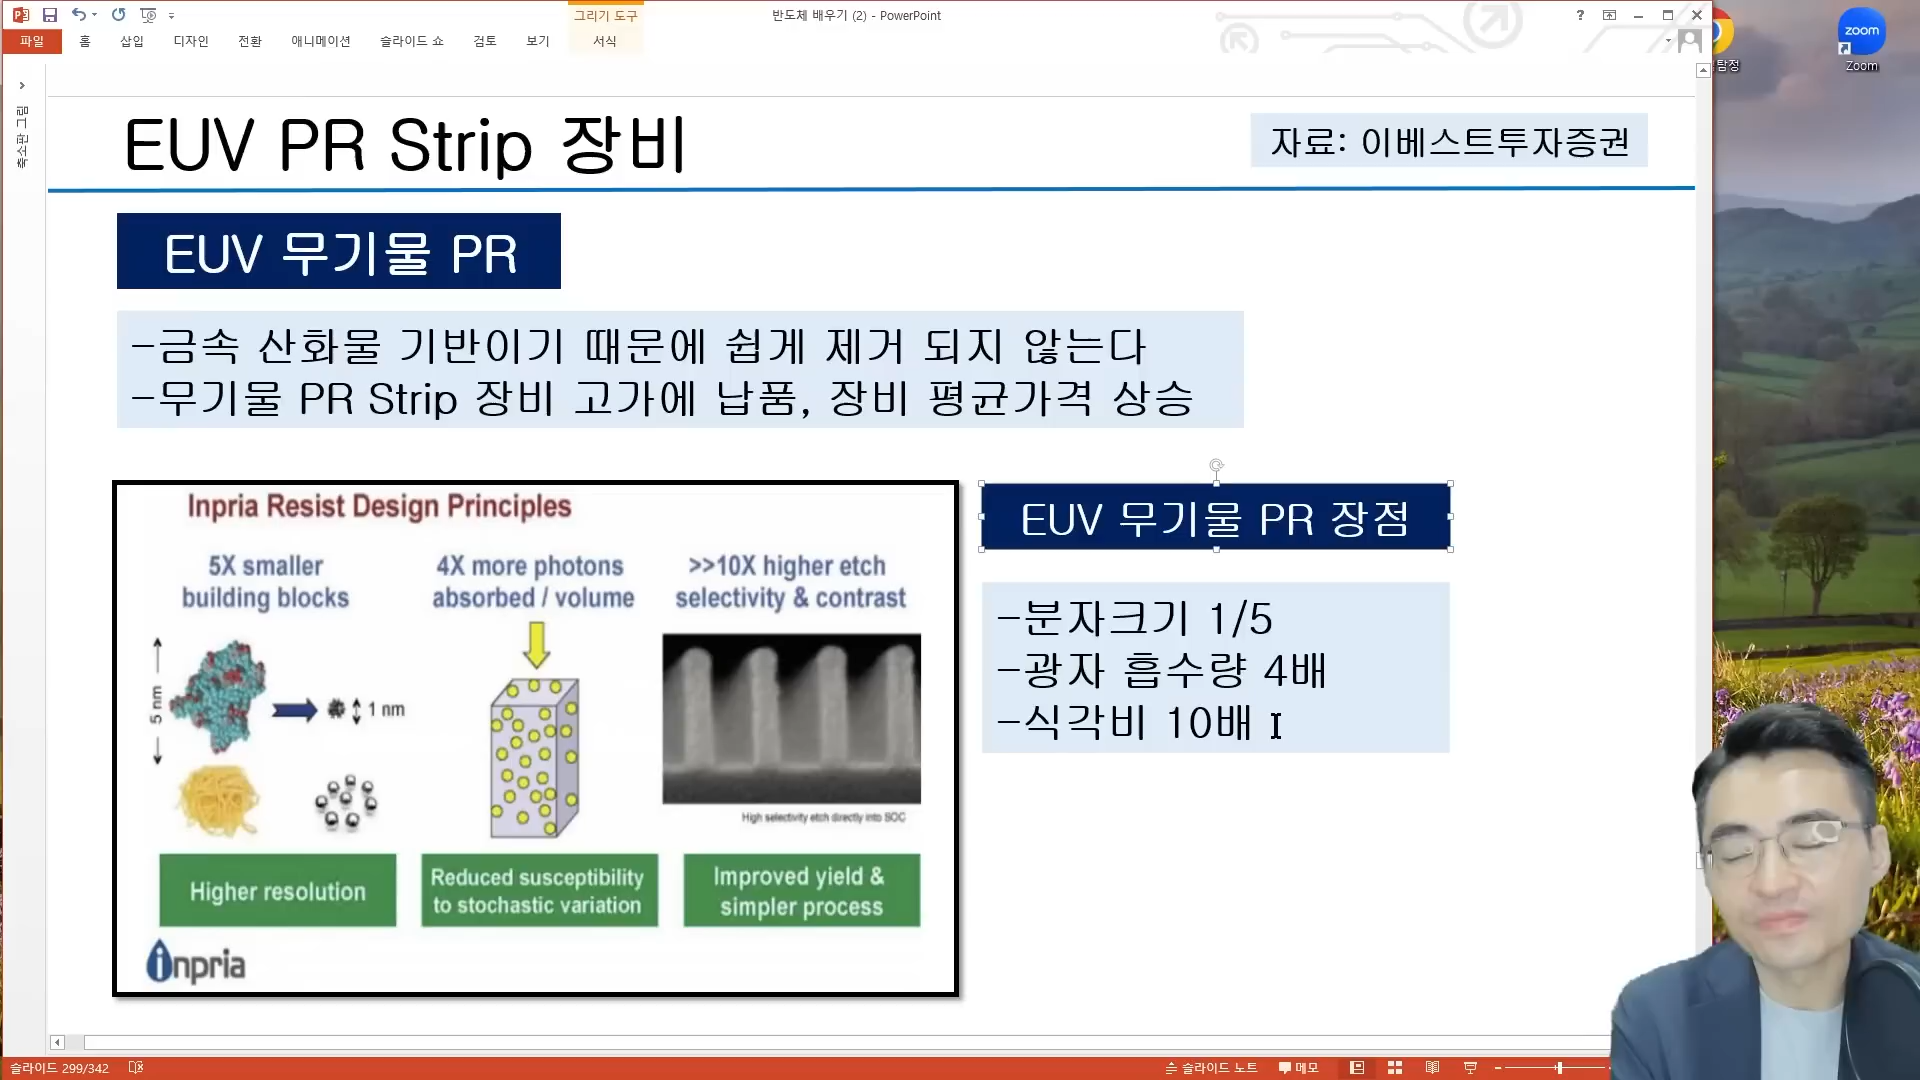 반도체 배우기 (2) - PowerPoint
그리기 도구
파일
홈
삽입
디자인
전환
애니메이션
슬라이드 쇼
검토
보기
서식
탐정
zoom
Zoom
축소판 그림
EUV PR Strip 장비
자료: 이베스트투자증권
EUV 무기물 PR
-금속 산화물 기반이기 때문에 쉽게 제거 되지 않는다
-무기물 PR Strip 장비 고가에 납품, 장비 평균가격 상승
Inpria Resist Design Principles
5X smaller
building blocks
4X more photons
absorbed / volume
>>10X higher etch
selectivity & contrast
5 nm
1 nm
High selectivity etch directly into SOC
Higher resolution
Reduced susceptibility
to stochastic variation
Improved yield &
simpler process
inpria
EUV 무기물 PR 장점
-분자크기 1/5
-광자 흡수량 4배
-식각비 10배
슬라이드 299/342
슬라이드 노트
메모